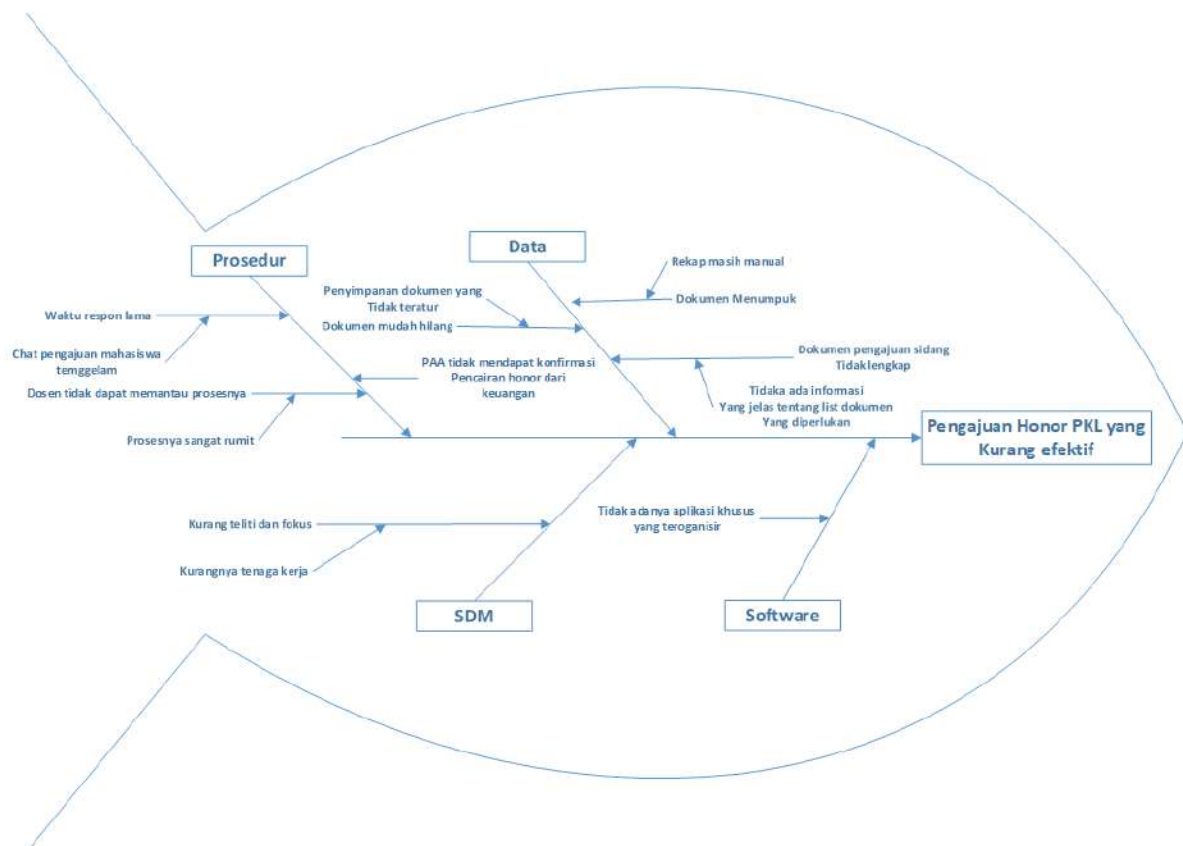 Prosedur
Data
Rekap masih manual
Penyimpanan dokumen yang
Tidak teratur
Dokumen Menumpuk
Waktu respon lama
Dokumen mudah hilang
Chat pengajuan mahasiswa
temggelam
PAA tidak mendapat konfirmasi
Pencairan honor dari
keuangan
Dokumen pengajuan sidang
Tidak lengkap
Dosen tidak dapat memantau prosesnya
Tidaka ada informasi
Yang jelas tentang list dokumen
Yang diperlukan
Prosesnya sangat rumit
Pengajuan Honor PKL yang
Kurang efektif
Kurang teliti dan fokus
Tidak adanya aplikasi khusus
yang teroganisir
Kurangnya tenaga kerja
SDM
Software